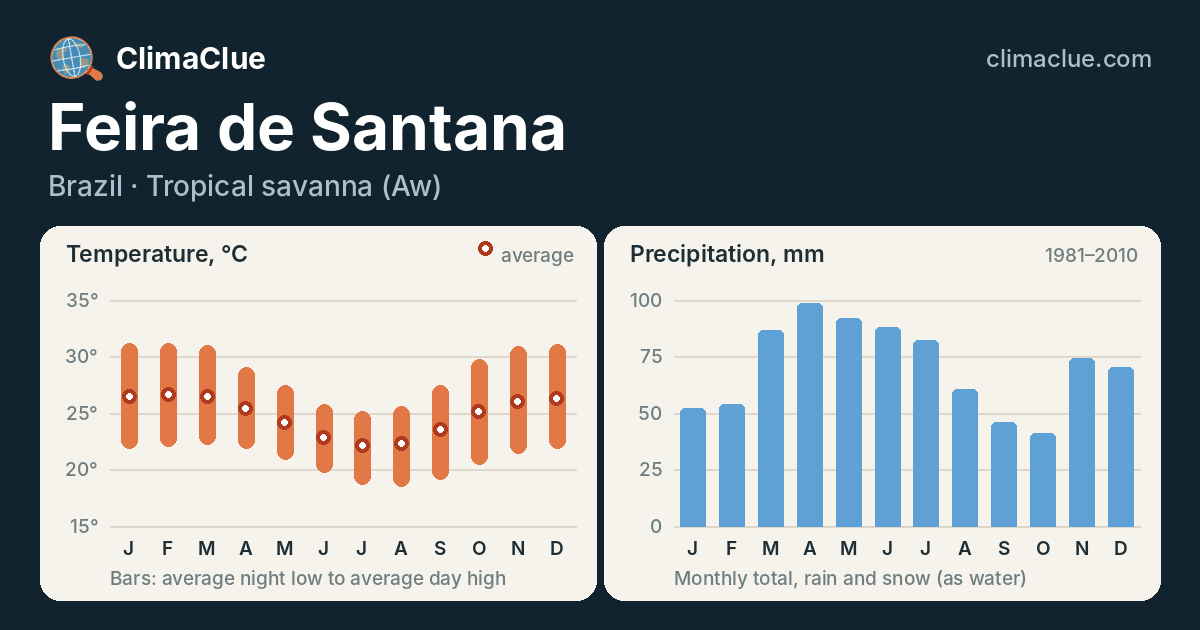 ClimaClue
climaclue.com
Feira de Santana
Brazil · Tropical savanna (Aw)
Temperature, °C
average
35°
30°
25°
20°
15°
J F M A M J J A S O N D
Bars: average night low to average day high
Precipitation, mm
1981–2010
100
75
50
25
0
J F M A M J J A S O N D
Monthly total, rain and snow (as water)